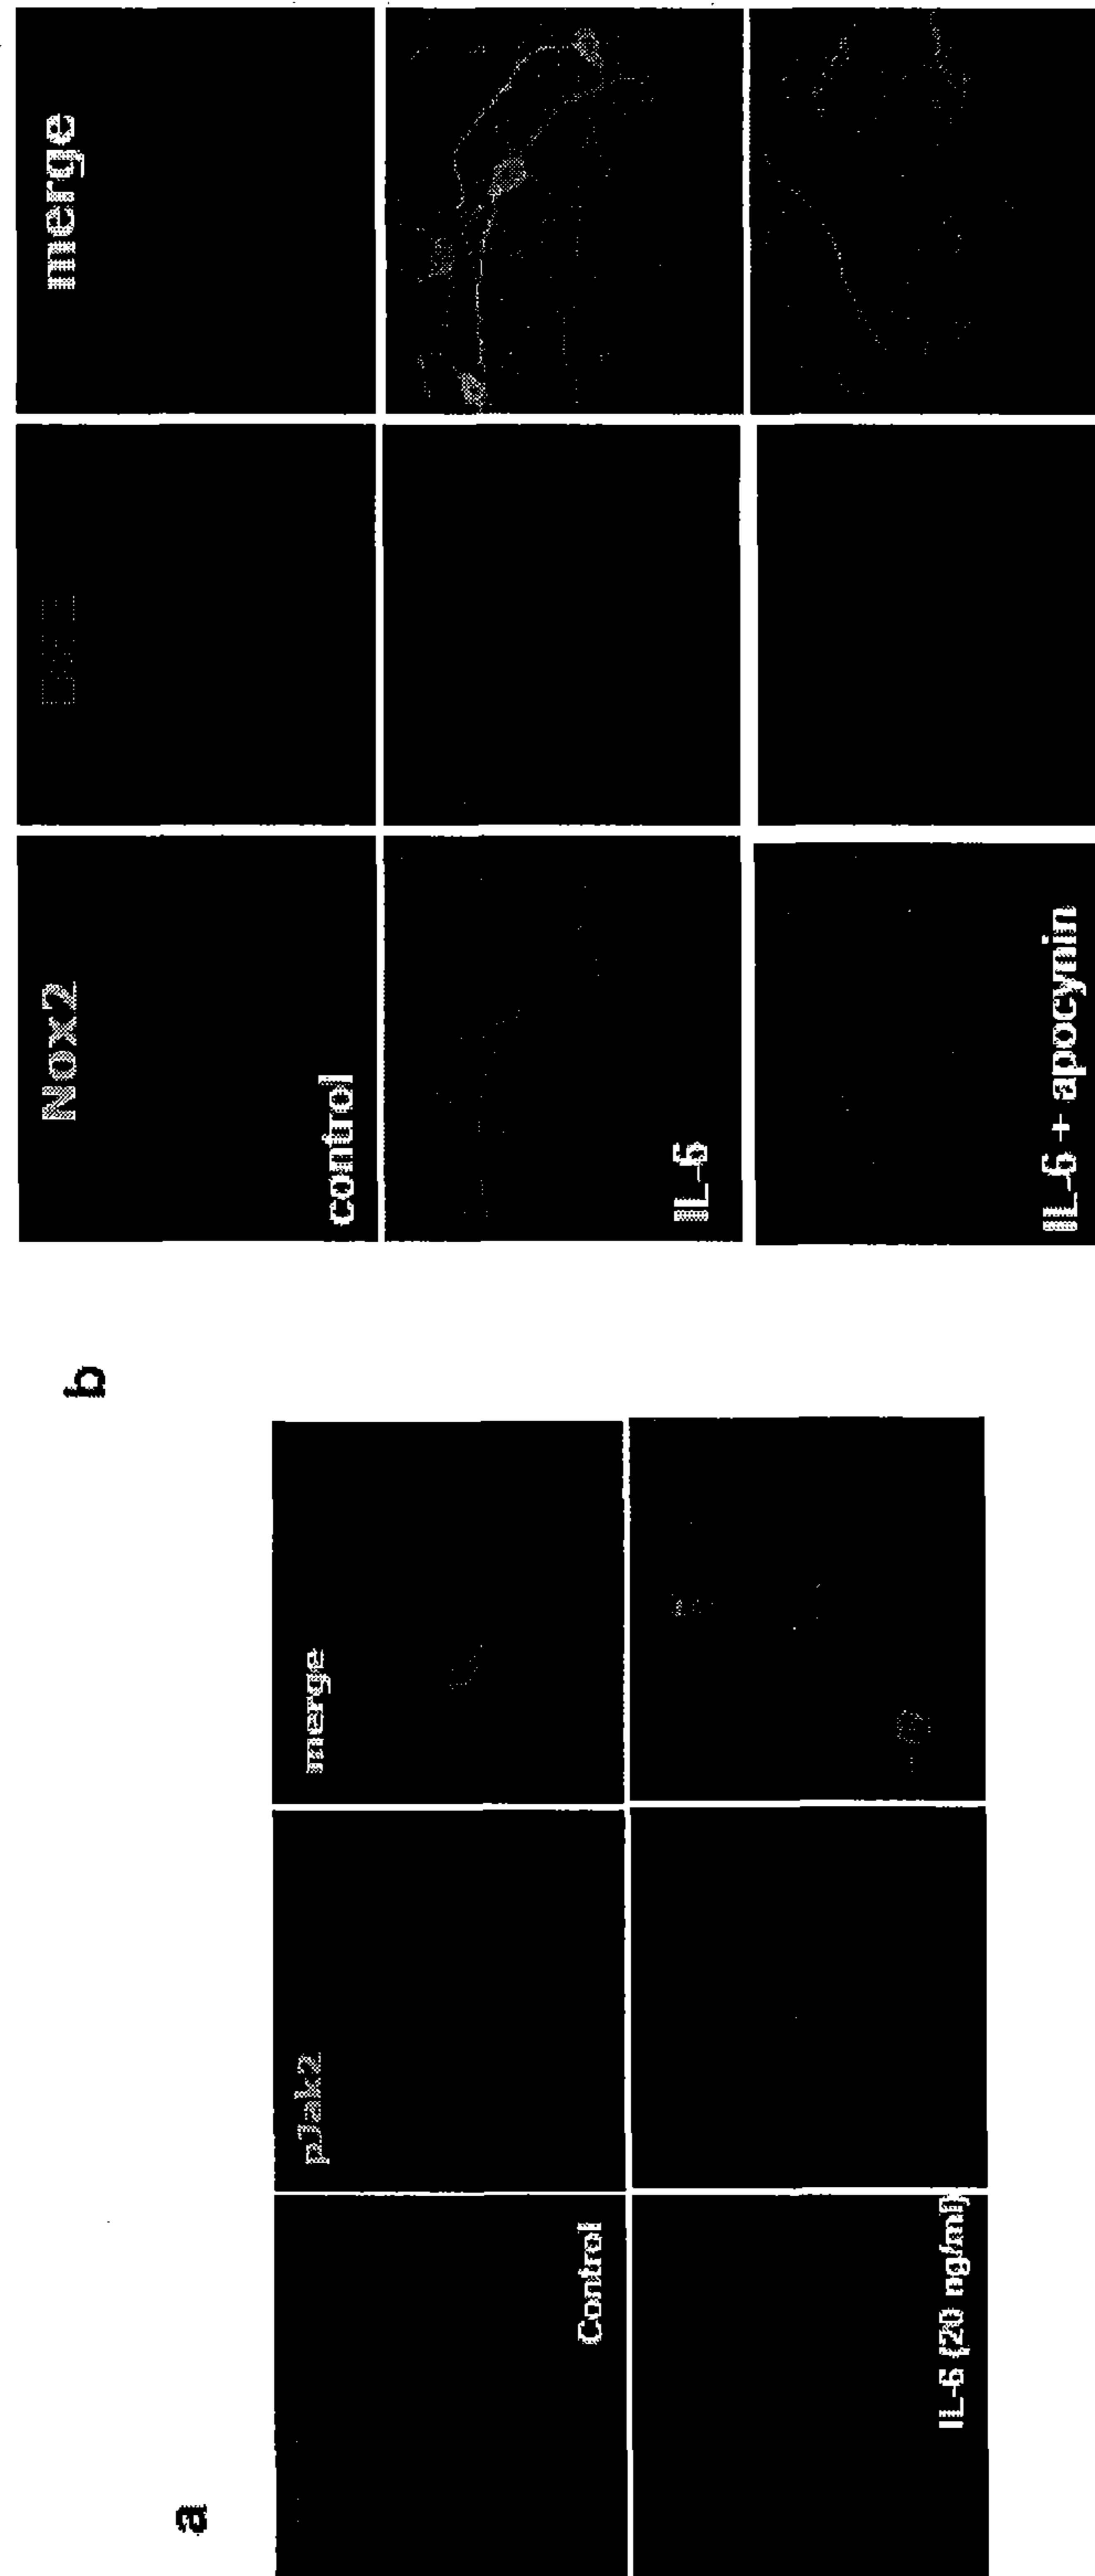 a
pJak2
merge
Control
IL-6 (20 ng/ml)
b
Nox2
merge
control
IL-6
IL-6 + apocynin